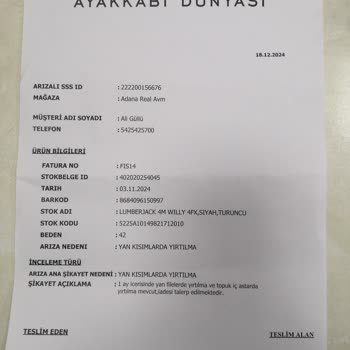 AYAKKABI DÜNYASI
18.12.2024
ARIZALI SSS ID : 222200156676
MAĞAZA : Adana Real Avm
MÜŞTERİ ADI SOYADI : Ali Güllü
TELEFON : 5425425700
ÜRÜN BİLGİLERİ
FATURA NO : FIS14
STOKBELGE ID : 402020254045
TARIH : 03.11.2024
BARKOD : 8684096150997
STOK ADI : LUMBERJACK 4M WILLY 4FX,SIYAH,TURUNCU
STOK KODU : 5225A10149821712010
BEDEN : 42
ARIZA NEDENI : YAN KISIMLARDA YIRTILMA
İNCELEME TÜRÜ
ARIZA ANA ŞİKAYET NEDENİ : YAN KISIMLARDA YIRTILMA
ŞİKAYET AÇIKLAMA : 1 ay icerisinde yan filelerde yırtılma ve topuk iç astarda
yırtılma mevcut,iadesi talep edilmektedir.
TESLİM EDEN
TESLİM ALAN